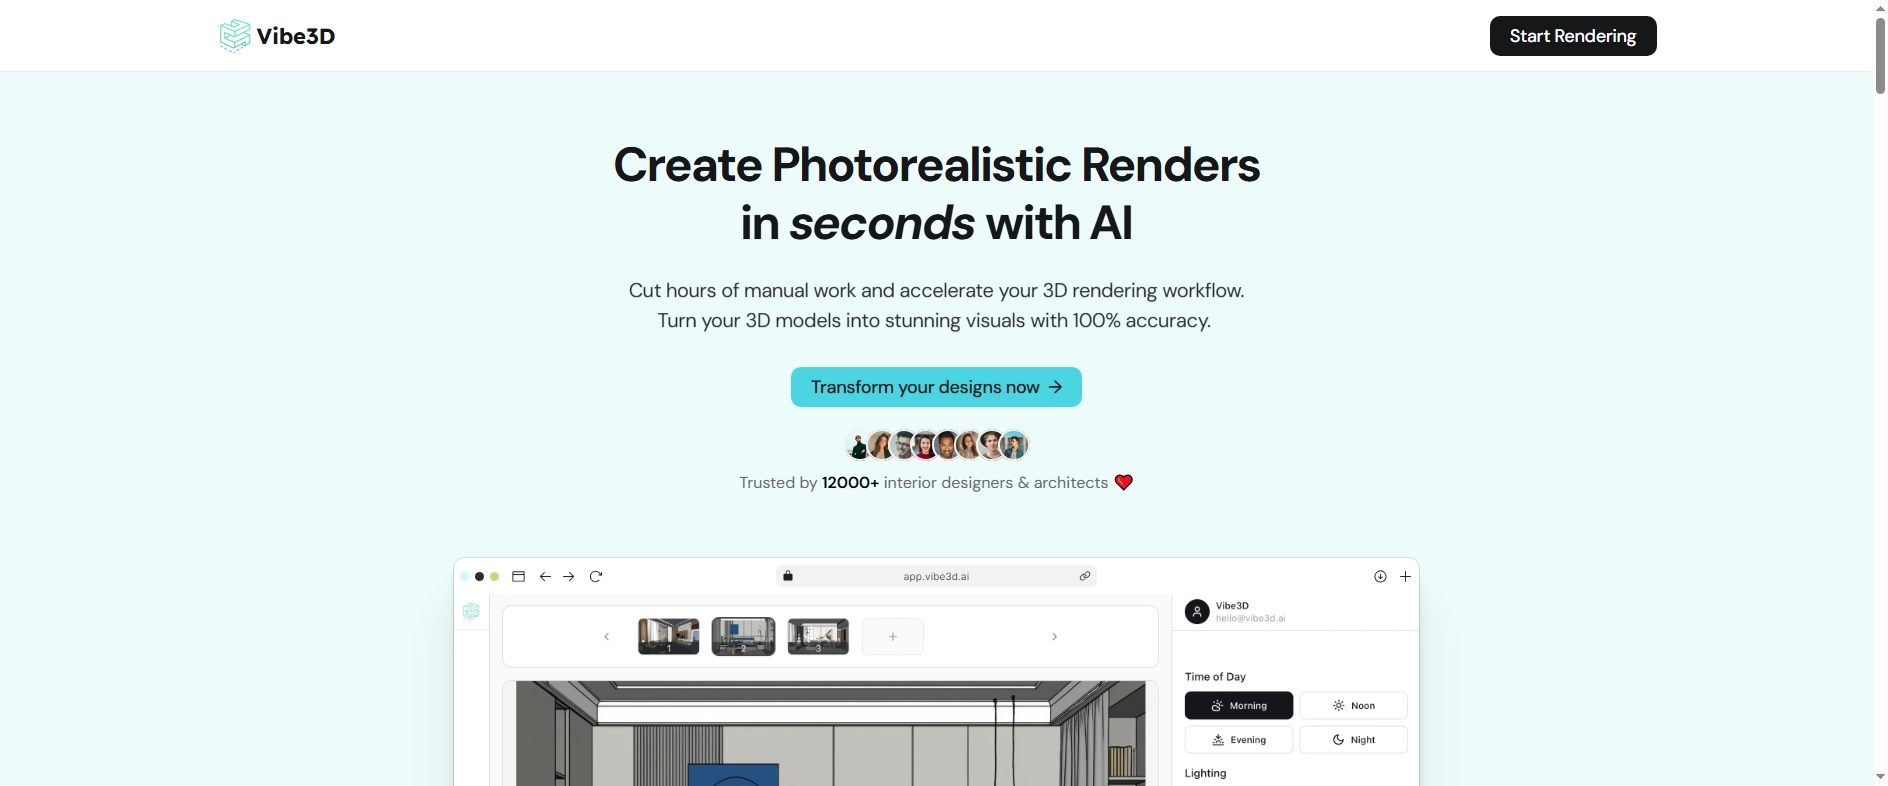 Vibe3D
Start Rendering
Create Photorealistic Renders
in seconds with AI
Cut hours of manual work and accelerate your 3D rendering workflow.
Turn your 3D models into stunning visuals with 100% accuracy.
Transform your designs now →
Trusted by 12000+ interior designers & architects ❤️
app.vibe3d.ai
1
2
3
+
Vibe3D
hello@vibe3d.ai
Time of Day
Morning
Noon
Evening
Night
Lighting